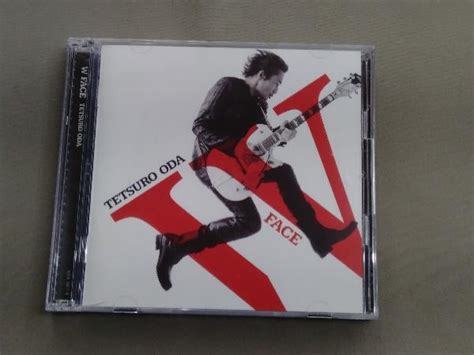 W FACE TETSURO ODA
TETSURO ODA
W
FACE